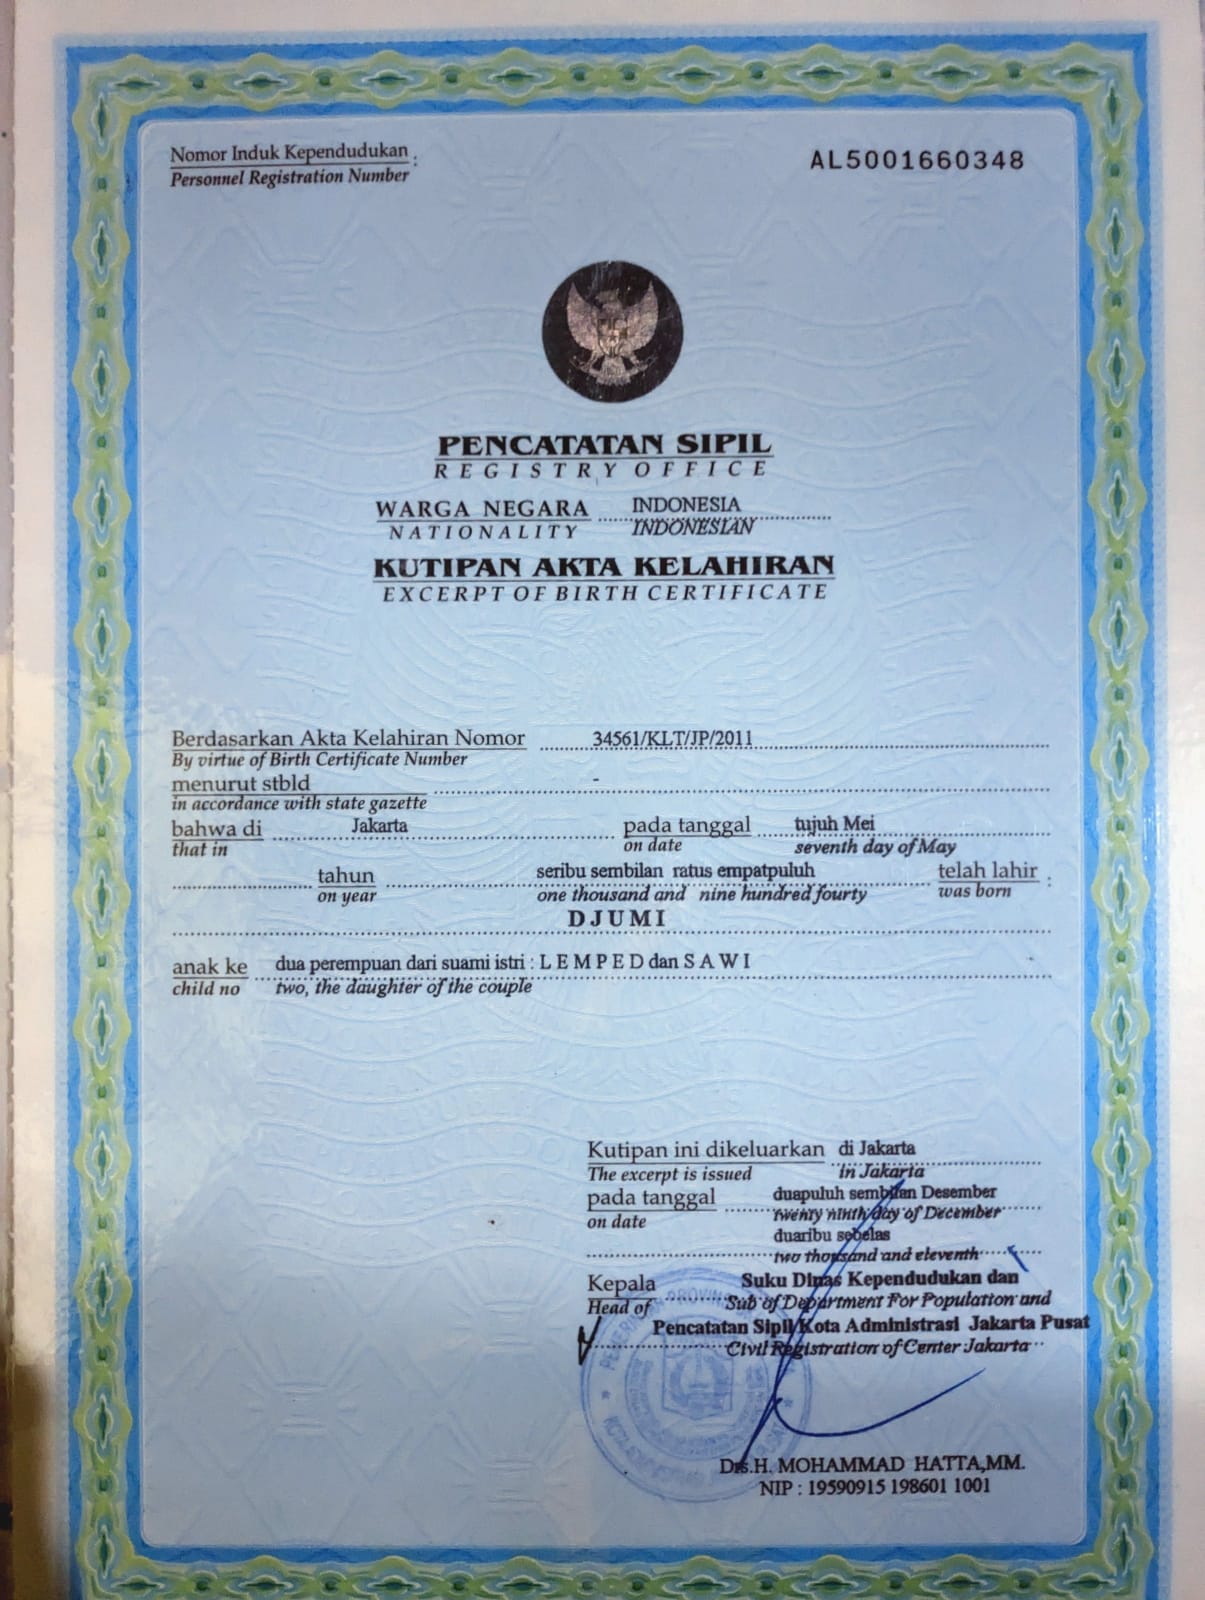 Nomor Induk Kependudukan :
Personnel Registration Number
AL5001660348
PENCATATAN SIPIL
REGISTRY OFFICE
WARGA NEGARA INDONESIA
NATIONALITY INDONESIAN
KUTIPAN AKTA KELAHIRAN
EXCERPT OF BIRTH CERTIFICATE
Berdasarkan Akta Kelahiran Nomor 34561/KLT/JP/2011
By virtue of Birth Certificate Number
menurut stbld -
in accordance with state gazette
bahwa di Jakarta pada tanggal tujuh Mei
that in on date seventh day of May
tahun seribu sembilan ratus empatpuluh telah lahir :
on year one thousand and nine hundred fourty was born
DJUMI
anak ke dua perempuan dari suami istri : L E M P E D dan S A W I
child no two, the daughter of the couple
Kutipan ini dikeluarkan di Jakarta
The excerpt is issued in Jakarta
pada tanggal duapuluh sembilan Desember
on date twenty ninth day of December
duaribu sebelas
two thousand and eleventh
Kepala Suku Dinas Kependudukan dan
Head of Sub of Department For Population and
Pencatatan Sipil Kota Administrasi Jakarta Pusat
Civil Registration of Center Jakarta
Drs.H. MOHAMMAD HATTA,MM.
NIP : 19590915 198601 1001